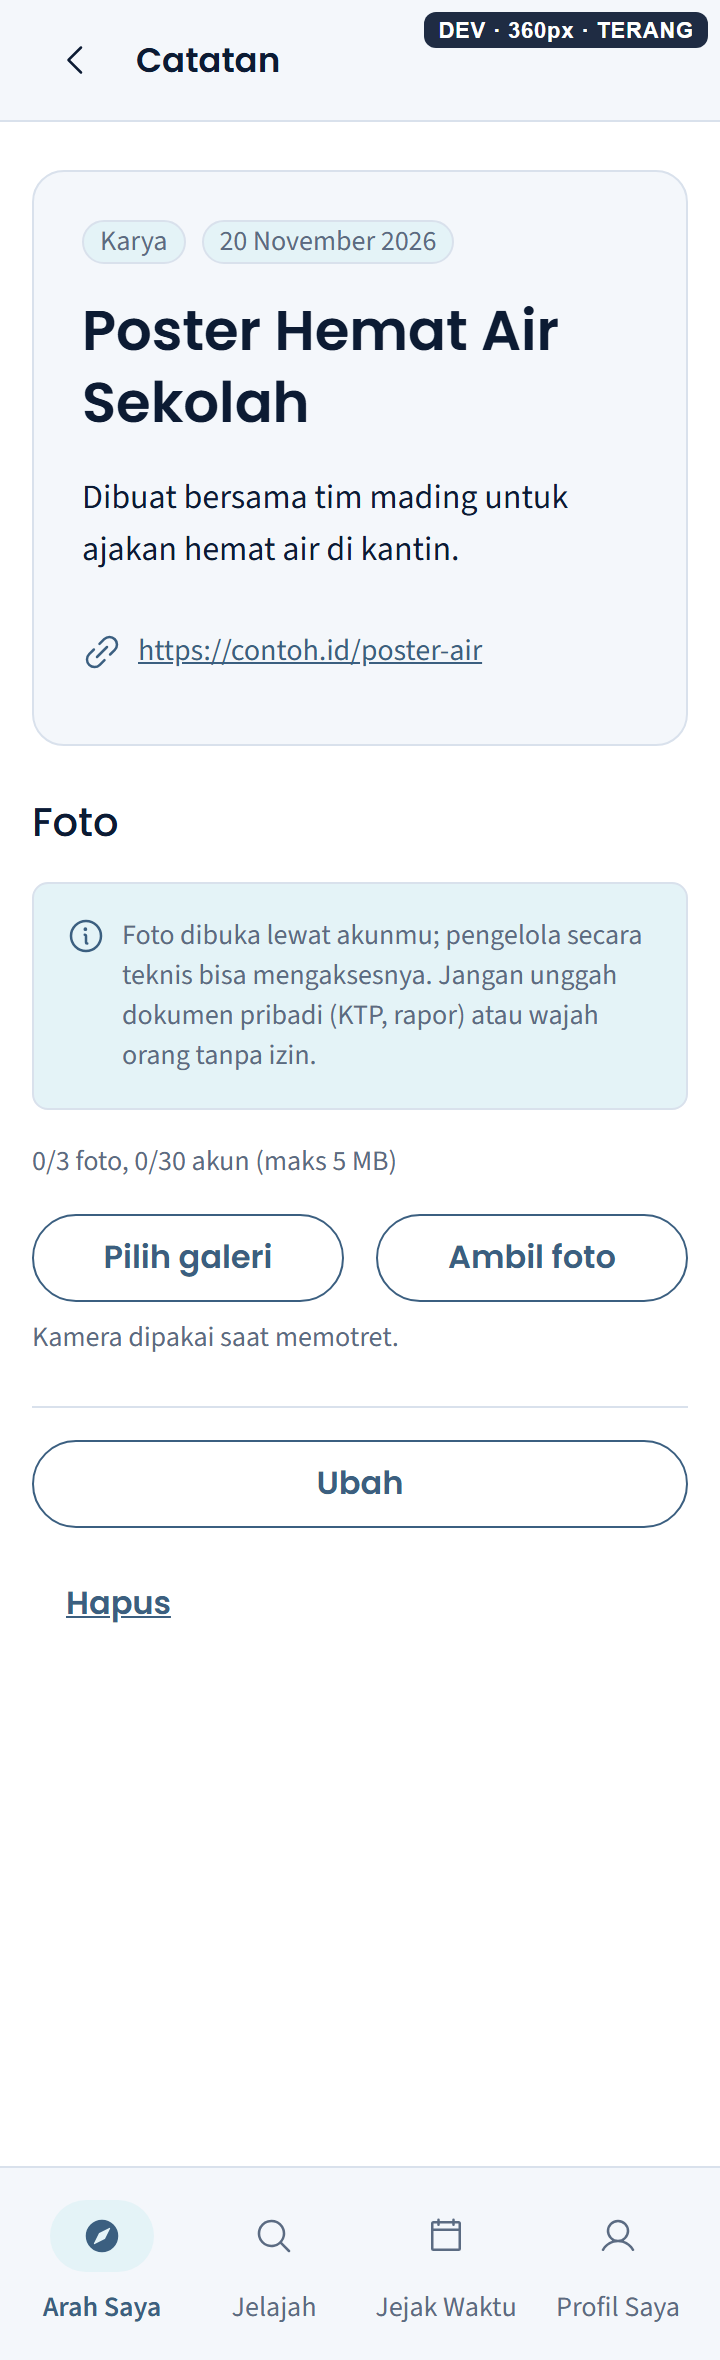 DEV · 360px · TERANG
Catatan
Karya
20 November 2026
Poster Hemat Air
Sekolah
Dibuat bersama tim mading untuk
ajakan hemat air di kantin.
https://contoh.id/poster-air
Foto
Foto dibuka lewat akunmu; pengelola secara
teknis bisa mengaksesnya. Jangan unggah
dokumen pribadi (KTP, rapor) atau wajah
orang tanpa izin.
0/3 foto, 0/30 akun (maks 5 MB)
Pilih galeri
Ambil foto
Kamera dipakai saat memotret.
Ubah
Hapus
Arah Saya
Jelajah
Jejak Waktu
Profil Saya